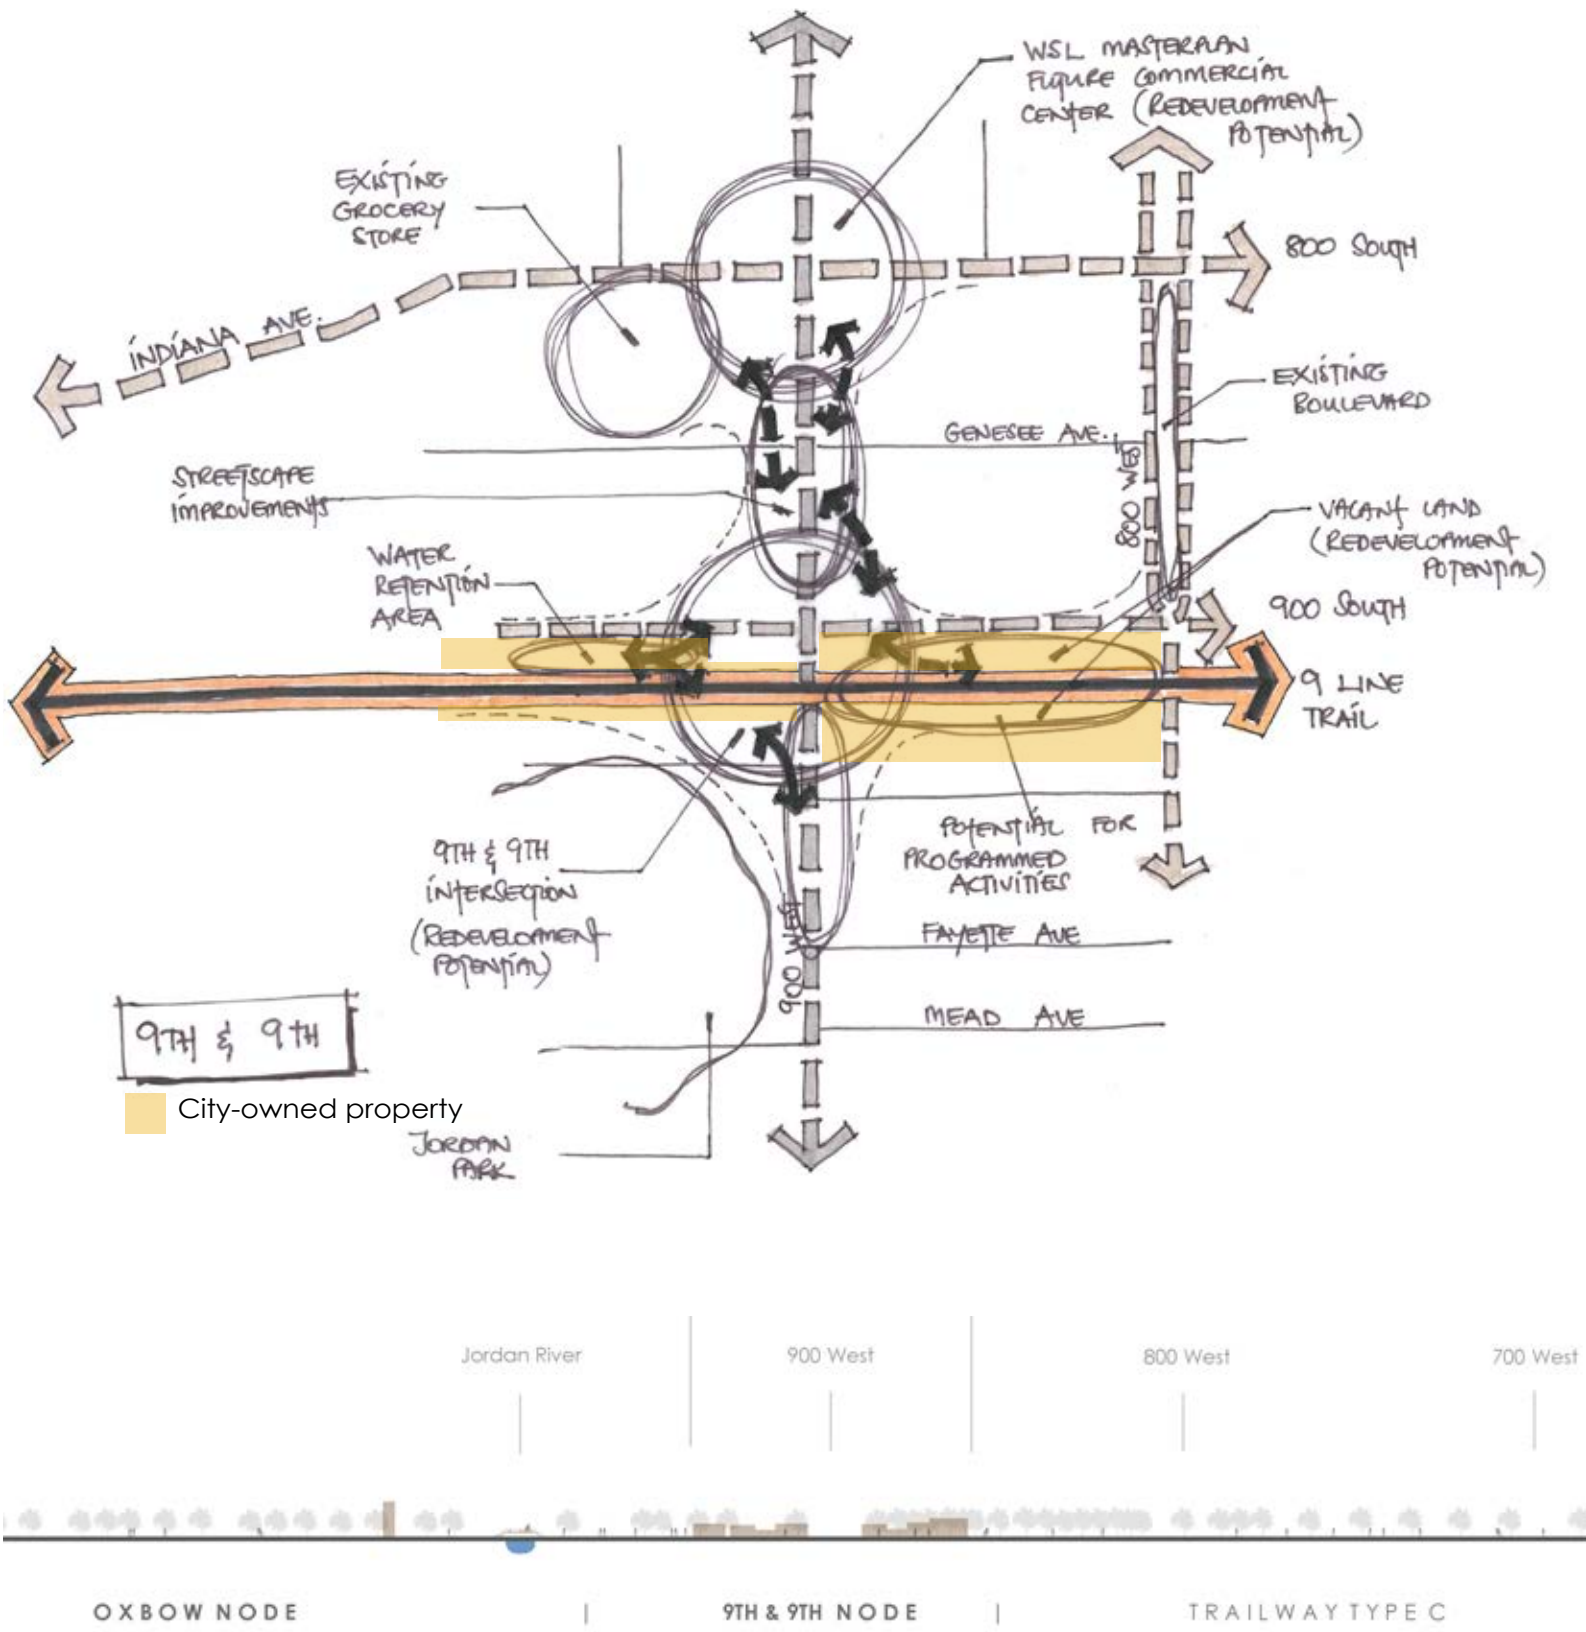 WSL MASTERPLAN
FUTURE COMMERCIAL
CENTER (REDEVELOPMENT
POTENTIAL)
EXISTING
GROCERY
STORE
800 SOUTH
INDIANA AVE.
EXISTING
BOULEVARD
GENESEE AVE.
800 WEST
STREETSCAPE
IMPROVEMENTS
VACANT LAND
(REDEVELOPMENT
POTENTIAL)
WATER
RETENTION
AREA
900 SOUTH
9 LINE
TRAIL
9TH & 9TH
INTERSECTION
(REDEVELOPMENT
POTENTIAL)
POTENTIAL FOR
PROGRAMMED
ACTIVITIES
900 WEST
FAYETTE AVE
MEAD AVE
9TH & 9TH
City-owned property
JORDAN
PARK
Jordan River
900 West
800 West
700 West
OXBOW NODE | 9TH & 9TH NODE | TRAILWAY TYPE C